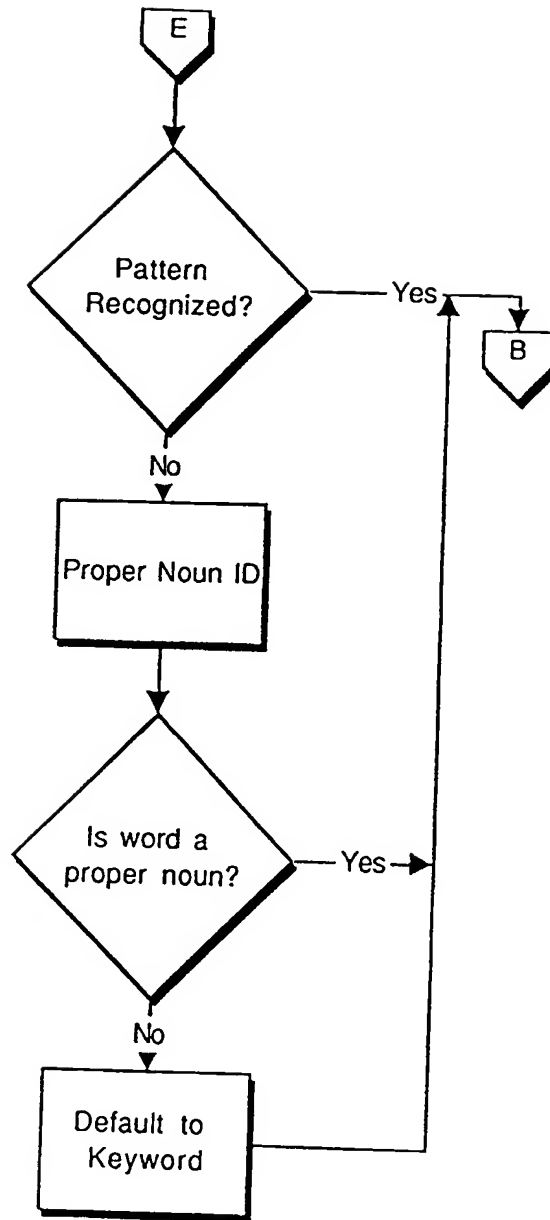 E
Pattern
Recognized?
Yes
B
No
Proper Noun ID
Is word a
proper noun?
Yes
No
Default to
Keyword